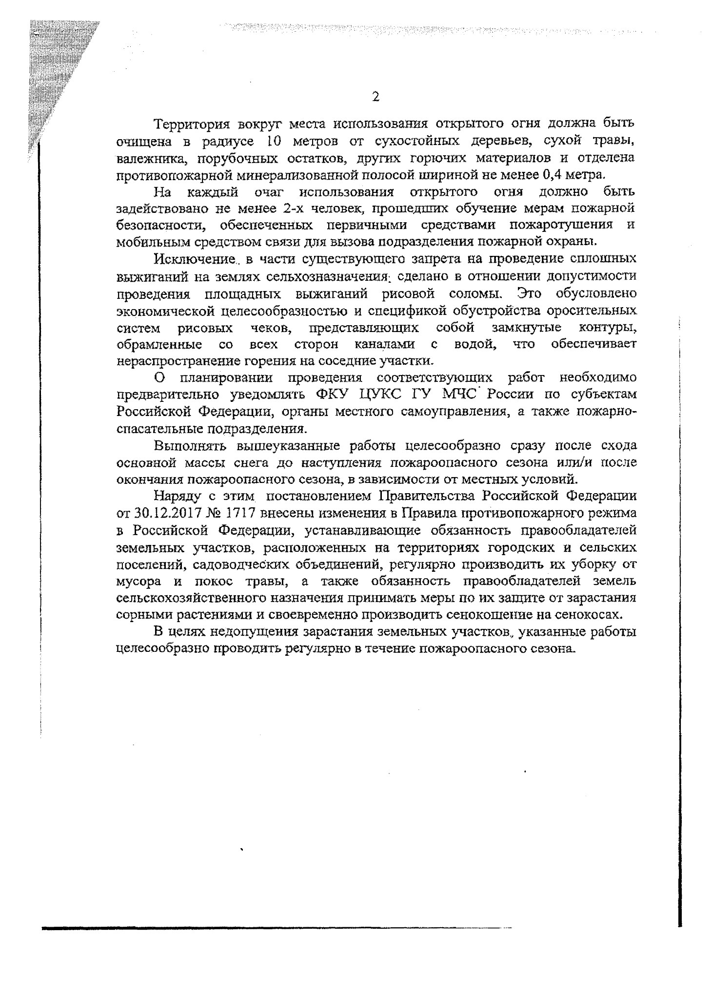 2
Территория вокруг места использования открытого огня должна быть
очищена в радиусе 10 метров от сухостойных деревьев, сухой травы,
валежника, порубочных остатков, других горючих материалов и отделена
противопожарной минерализованной полосой шириной не менее 0,4 метра.
На каждый очаг использования открытого огня должно быть
задействовано не менее 2-х человек, прошедших обучение мерам пожарной
безопасности, обеспеченных первичными средствами пожаротушения и
мобильным средством связи для вызова подразделения пожарной охраны.
Исключение, в части существующего запрета на проведение сплошных
выжиганий на землях сельхозназначения, сделано в отношении допустимости
проведения площадных выжиганий рисовой соломы. Это обусловлено
экономической целесообразностью и спецификой обустройства оросительных
систем рисовых чеков, представляющих собой замкнутые контуры,
обрамленные со всех сторон каналами с водой, что обеспечивает
нераспространение горения на соседние участки.
О планировании проведения соответствующих работ необходимо
предварительно уведомлять ФКУ ЦУКС ГУ МЧС России по субъектам
Российской Федерации, органы местного самоуправления, а также пожарно-
спасательные подразделения.
Выполнять вышеуказанные работы целесообразно сразу после схода
основной массы снега до наступления пожароопасного сезона или/и после
окончания пожароопасного сезона, в зависимости от местных условий.
Наряду с этим постановлением Правительства Российской Федерации
от 30.12.2017 № 1717 внесены изменения в Правила противопожарного режима
в Российской Федерации, устанавливающие обязанность правообладателей
земельных участков, расположенных на территориях городских и сельских
поселений, садоводческих объединений, регулярно производить их уборку от
мусора и покос травы, а также обязанность правообладателей земель
сельскохозяйственного назначения принимать меры по их защите от зарастания
сорными растениями и своевременно производить сенокошение на сенокосах.
В целях недопущения зарастания земельных участков, указанные работы
целесообразно проводить регулярно в течение пожароопасного сезона.